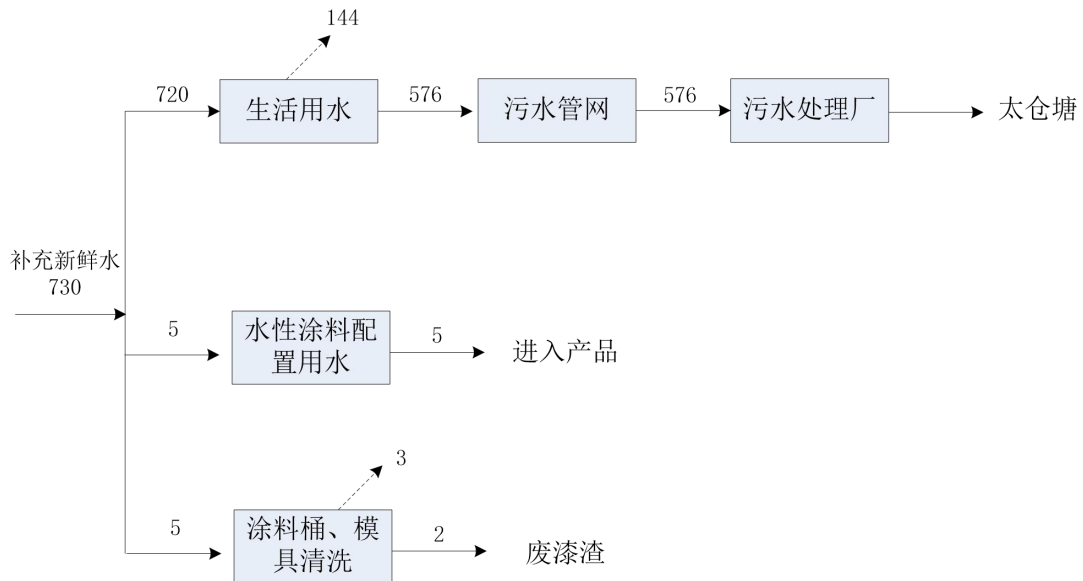 144
720
生活用水
576
污水管网
576
污水处理厂
太仓塘
补充新鲜水
730
5
水性涂料配
置用水
5
进入产品
3
5
涂料桶、模
具清洗
2
废漆渣